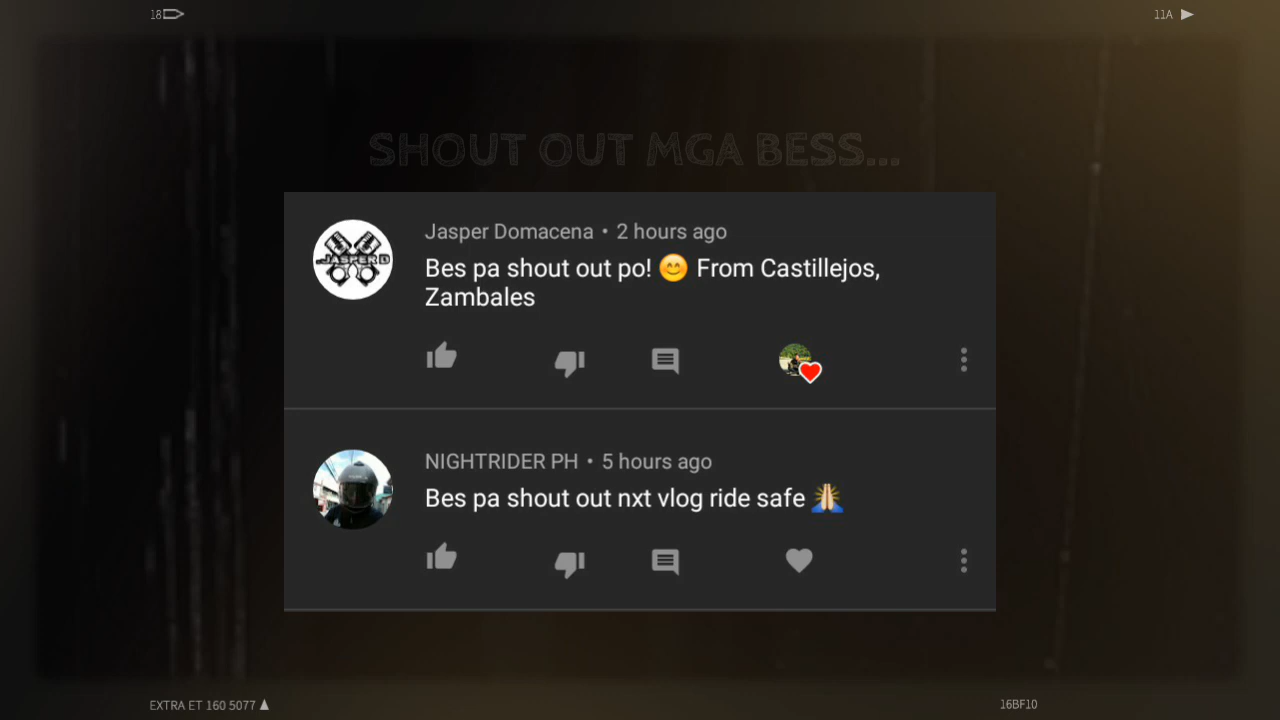 18
11A
SHOUT OUT MGA BESS...
JASPER D
Jasper Domacena • 2 hours ago
Bes pa shout out po! 😊 From Castillejos,
Zambales
NIGHTRIDER PH • 5 hours ago
Bes pa shout out nxt vlog ride safe 🙏
EXTRA ET 160 5077
16BF10